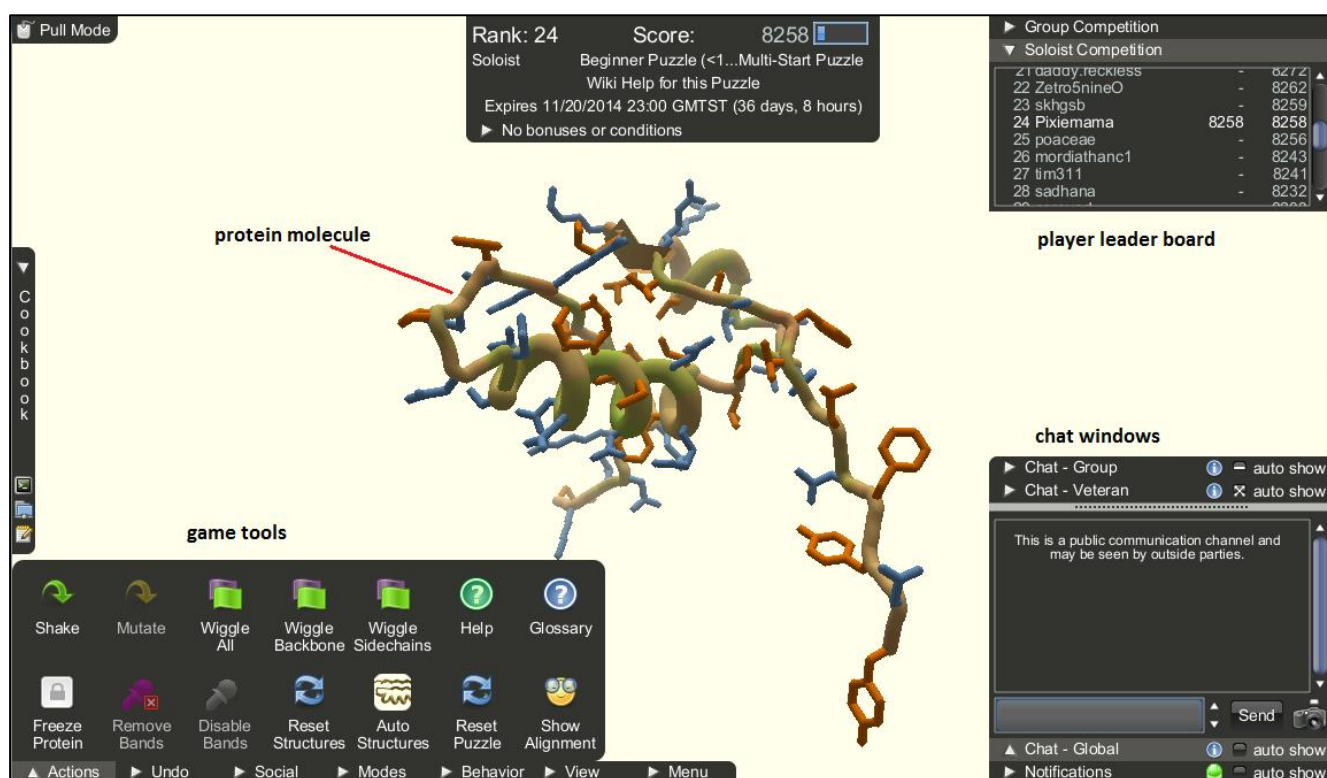 Pull Mode
Rank: 24 Score: 8258
Soloist Beginner Puzzle (<1...Multi-Start Puzzle
Wiki Help for this Puzzle
Expires 11/20/2014 23:00 GMTST (36 days, 8 hours)
▶ No bonuses or conditions
▶ Group Competition
▼ Soloist Competition
21 daddy.reckless - 8272
22 Zetro5nineO - 8262
23 skhgsb - 8259
24 Pixiemama 8258 8258
25 poaceae - 8256
26 mordiathanc1 - 8243
27 tim311 - 8241
28 sadhana - 8232
player leader board
protein molecule
Cookbook
game tools
Shake Mutate Wiggle All Wiggle Backbone Wiggle Sidechains Help Glossary
Freeze Protein Remove Bands Disable Bands Reset Structures Auto Structures Reset Puzzle Show Alignment
▲ Actions ▶ Undo ▶ Social ▶ Modes ▶ Behavior ▶ View ▶ Menu
chat windows
▶ Chat - Group auto show
▶ Chat - Veteran auto show
This is a public communication channel and
may be seen by outside parties.
Send
▲ Chat - Global auto show
▶ Notifications auto show